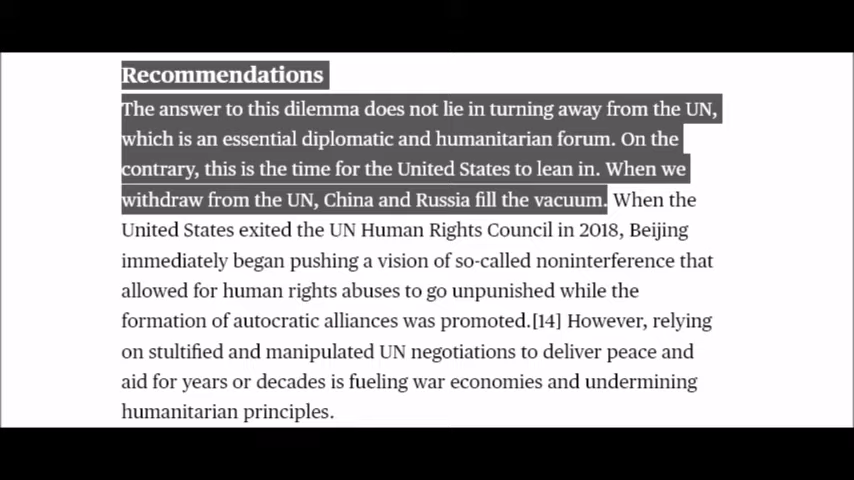 Recommendations
The answer to this dilemma does not lie in turning away from the UN,
which is an essential diplomatic and humanitarian forum. On the
contrary, this is the time for the United States to lean in. When we
withdraw from the UN, China and Russia fill the vacuum. When the
United States exited the UN Human Rights Council in 2018, Beijing
immediately began pushing a vision of so-called noninterference that
allowed for human rights abuses to go unpunished while the
formation of autocratic alliances was promoted.[14] However, relying
on stultified and manipulated UN negotiations to deliver peace and
aid for years or decades is fueling war economies and undermining
humanitarian principles.